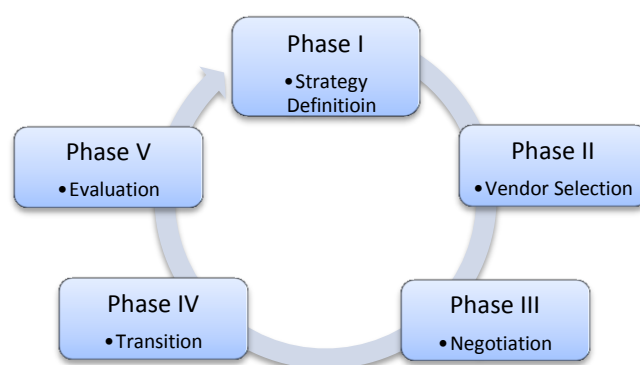 Phase I
•Strategy
Definitioin
Phase II
•Vendor Selection
Phase III
•Negotiation
Phase IV
•Transition
Phase V
•Evaluation